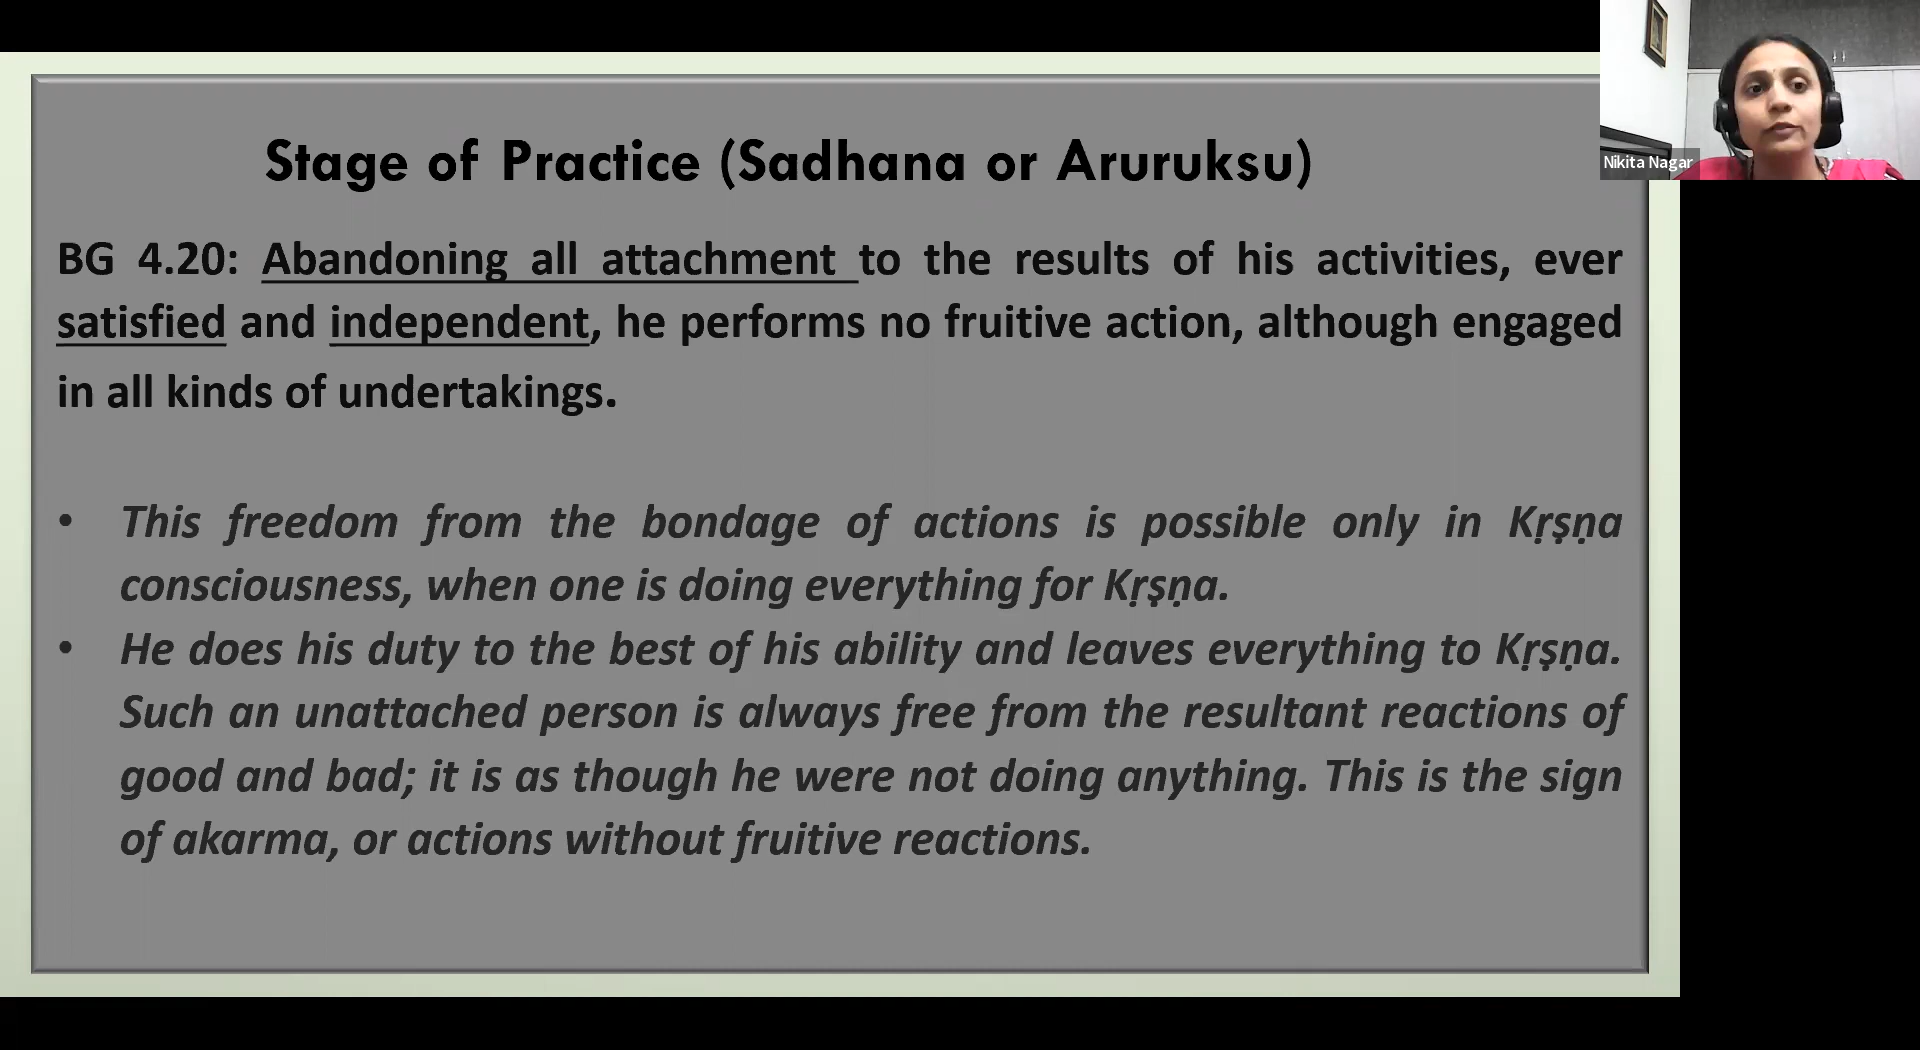 Stage of Practice (Sadhana or Aruruksu)
Nikita Nagar
BG 4.20: Abandoning all attachment to the results of his activities, ever
satisfied and independent, he performs no fruitive action, although engaged
in all kinds of undertakings.
• This freedom from the bondage of actions is possible only in Kṛṣṇa
consciousness, when one is doing everything for Kṛṣṇa.
• He does his duty to the best of his ability and leaves everything to Kṛṣṇa.
Such an unattached person is always free from the resultant reactions of
good and bad; it is as though he were not doing anything. This is the sign
of akarma, or actions without fruitive reactions.